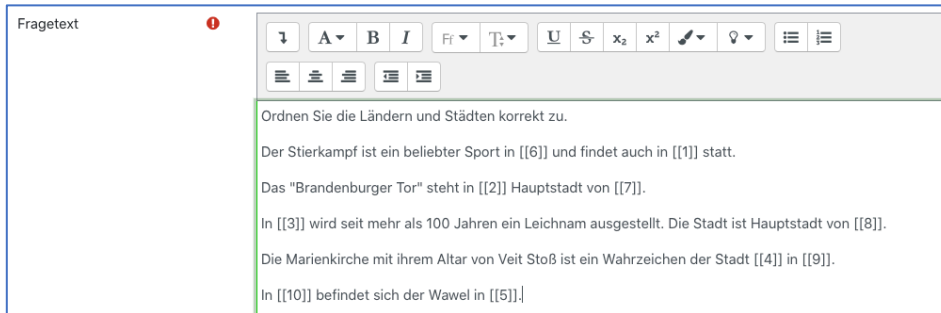 Fragetext
A B I Ff T U S x₂ x²
Ordnen Sie die Ländern und Städten korrekt zu.
Der Stierkampf ist ein beliebter Sport in [[6]] und findet auch in [[1]] statt.
Das "Brandenburger Tor" steht in [[2]] Hauptstadt von [[7]].
In [[3]] wird seit mehr als 100 Jahren ein Leichnam ausgestellt. Die Stadt ist Hauptstadt von [[8]].
Die Marienkirche mit ihrem Altar von Veit Stoß ist ein Wahrzeichen der Stadt [[4]] in [[9]].
In [[10]] befindet sich der Wawel in [[5]].